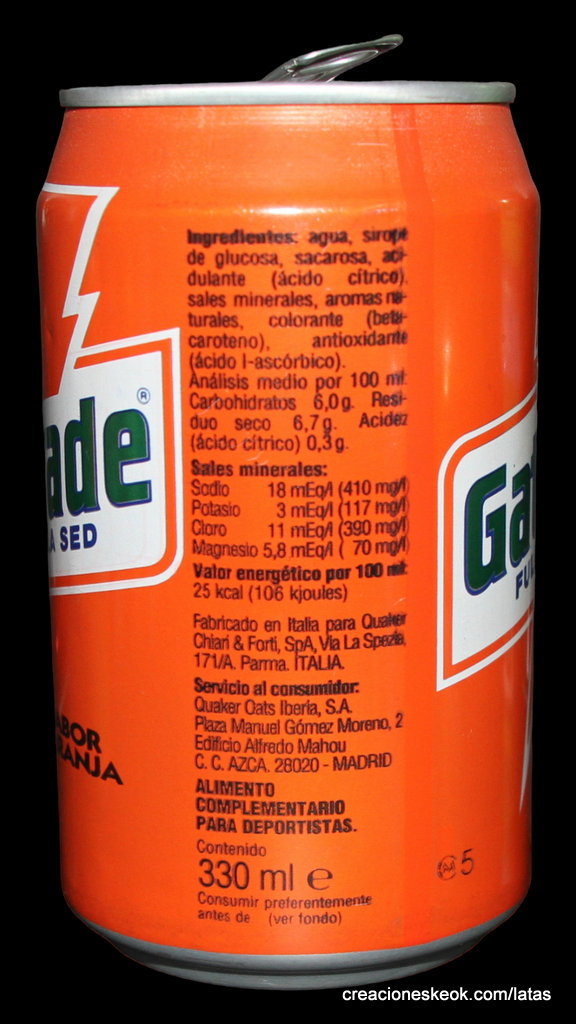 Ingredientes: agua, sirope
de glucosa, sacarosa, aci-
dulante (ácido cítrico),
sales minerales, aromas na-
turales, colorante (beta-
caroteno), antioxidante
(ácido l-ascórbico).
Análisis medio por 100 ml:
Carbohidratos 6,0 g. Resi-
duo seco 6,7 g. Acidez
(ácido cítrico) 0,3 g.
Sales minerales:
Sodio 18 mEq/l (410 mg/l)
Potasio 3 mEq/l (117 mg/l)
Cloro 11 mEq/l (390 mg/l)
Magnesio 5,8 mEq/l ( 70 mg/l)
Valor energético por 100 ml:
25 kcal (106 kjoules)
Fabricado en Italia para Quaker
Chiari & Forti, SpA, Via La Spezia,
171/A. Parma. ITALIA.
Servicio al consumidor:
Quaker Oats Iberia, S.A.
Plaza Manuel Gómez Moreno, 2
Edificio Alfredo Mahou
C. C. AZCA. 28020 - MADRID
ALIMENTO
COMPLEMENTARIO
PARA DEPORTISTAS.
Contenido
330 ml e
Consumir preferentemente
antes de (ver fondo)
ade ®
A SED
ABOR
RANJA
Gat
FUE
5
creacioneskeok.com/latas